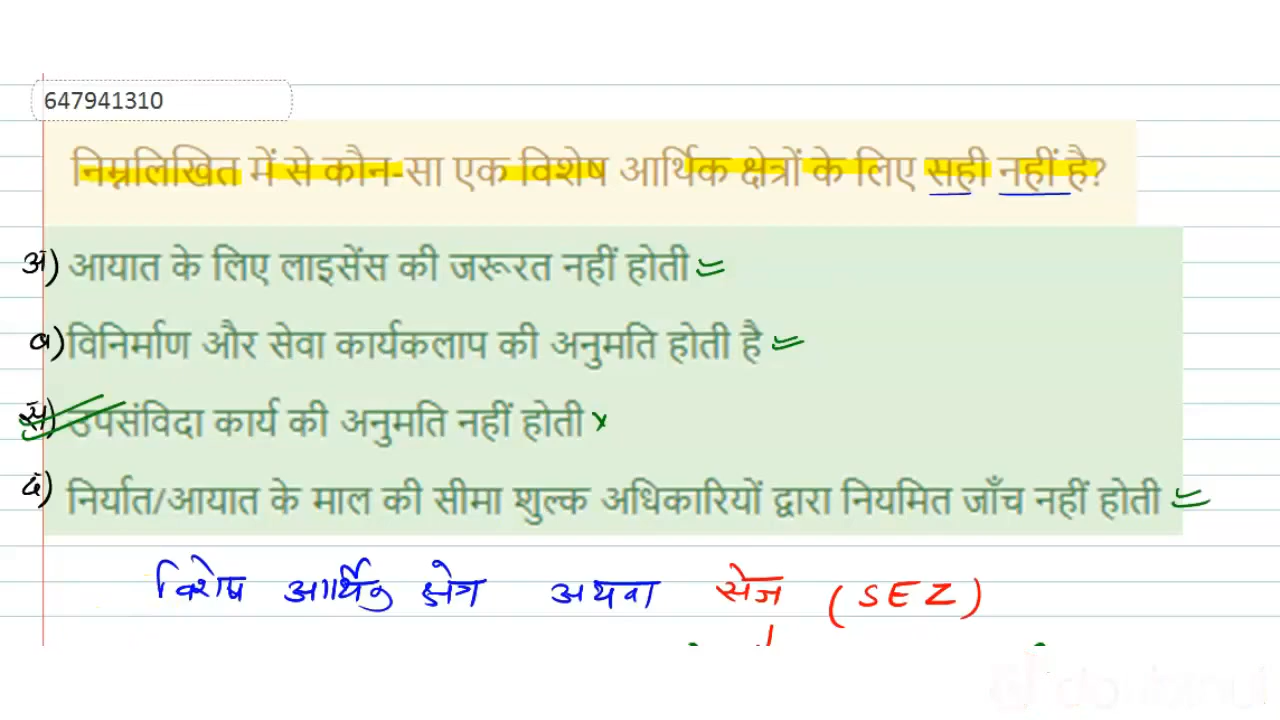 647941310
निम्नलिखित में से कौन-सा एक विशेष आर्थिक क्षेत्रों के लिए सही नहीं है?
अ) आयात के लिए लाइसेंस की जरूरत नहीं होती
ब) विनिर्माण और सेवा कार्यकलाप की अनुमति होती है
स) उपसंविदा कार्य की अनुमति नहीं होती x
द) निर्यात/आयात के माल की सीमा शुल्क अधिकारियों द्वारा नियमित जाँच नहीं होती
विशेष आर्थिक क्षेत्र अथवा सेज (SEZ)
doubtnut